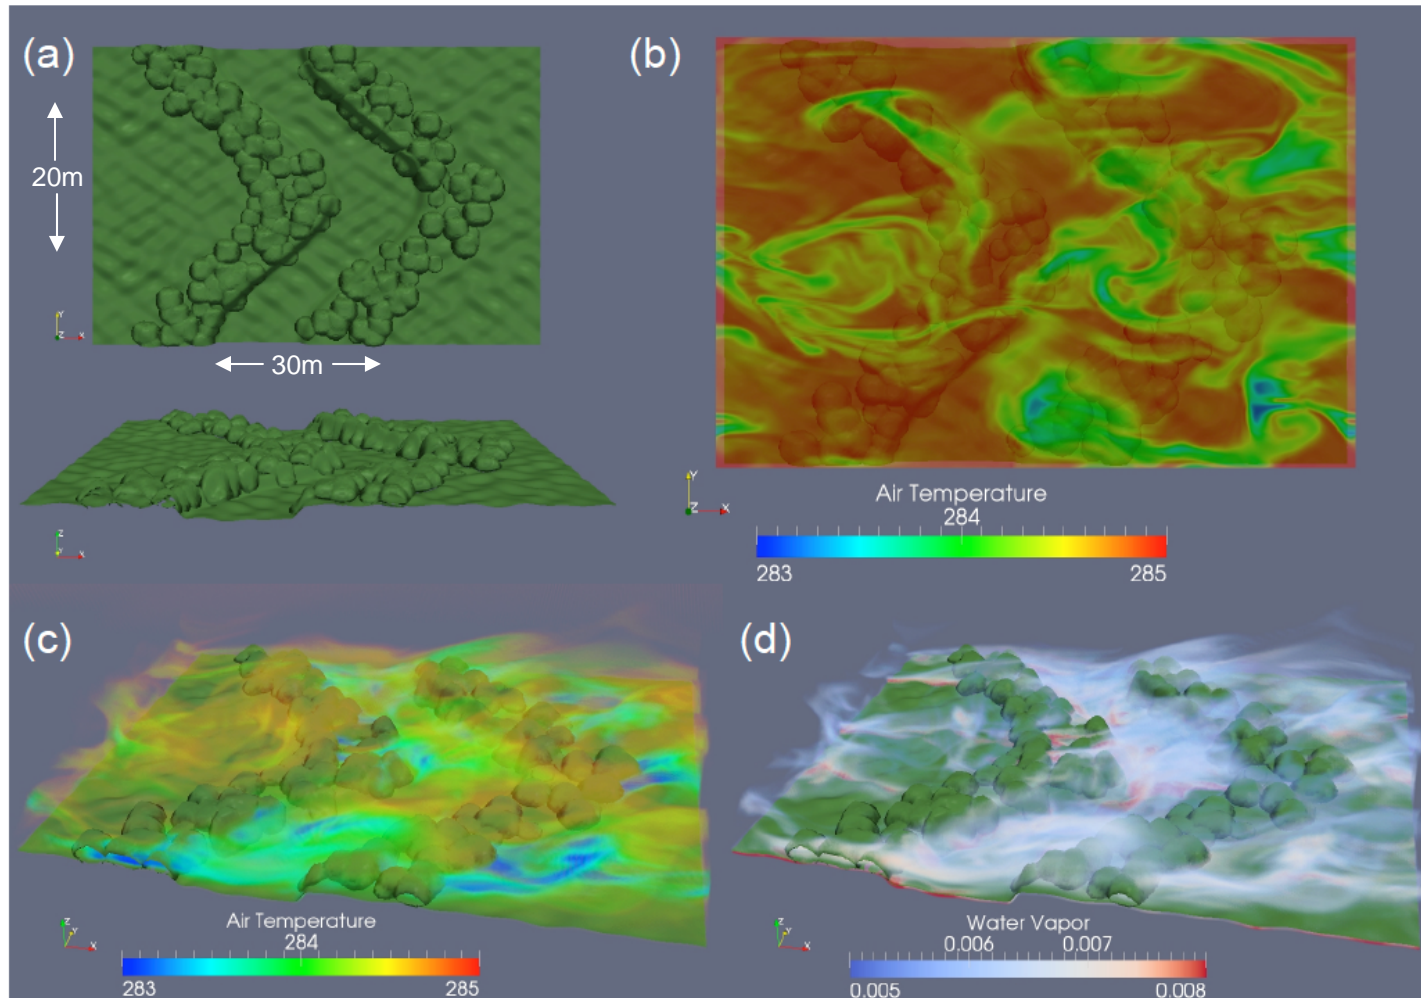 (a)
20m
Y
Z X
30m
Z
Y X
(b)
Y
Z X
Air Temperature
284
283 285
(c)
Z
Y
X
Air Temperature
284
283 285
(d)
Z
Y
X
Water Vapor
0.006 0.007
0.005 0.008